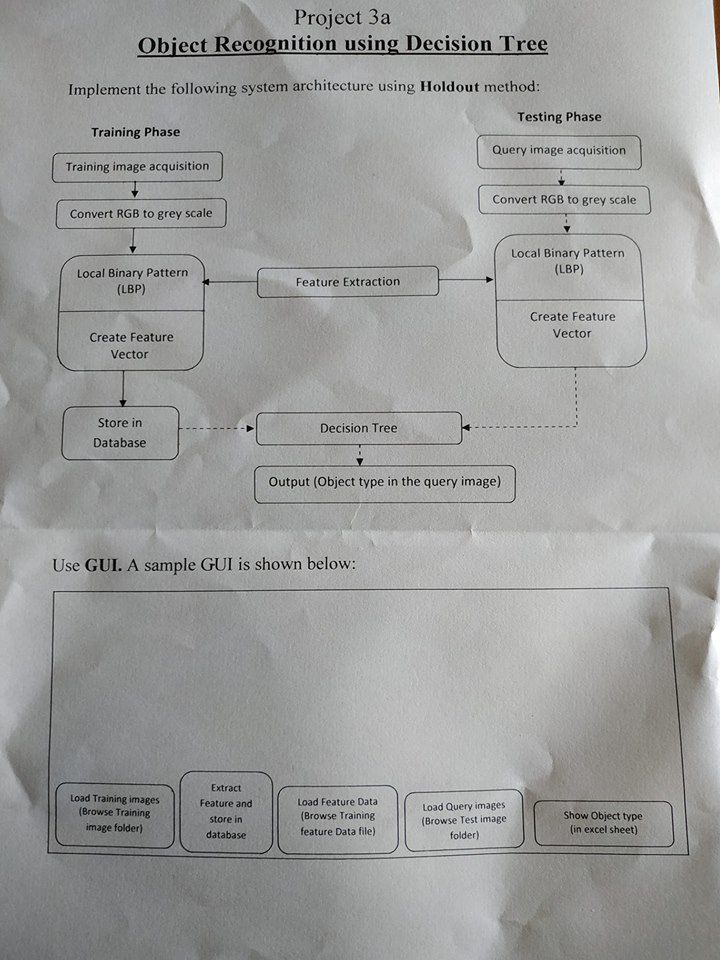 Project 3a
Object Recognition using Decision Tree
Implement the following system architecture using Holdout method:
Training Phase
Training image acquisition
Convert RGB to grey scale
Local Binary Pattern
(LBP)
Create Feature
Vector
Store in
Database
Feature Extraction
Testing Phase
Query image acquisition
Convert RGB to grey scale
Local Binary Pattern
(LBP)
Create Feature
Vector
Decision Tree
Output (Object type in the query image)
Use GUI. A sample GUI is shown below:
Load Training images
(Browse Training
image folder)
Extract
Feature and
store in
database
Load Feature Data
(Browse Training
feature Data file)
Load Query images
(Browse Test image
folder)
Show Object type
(in excel sheet)